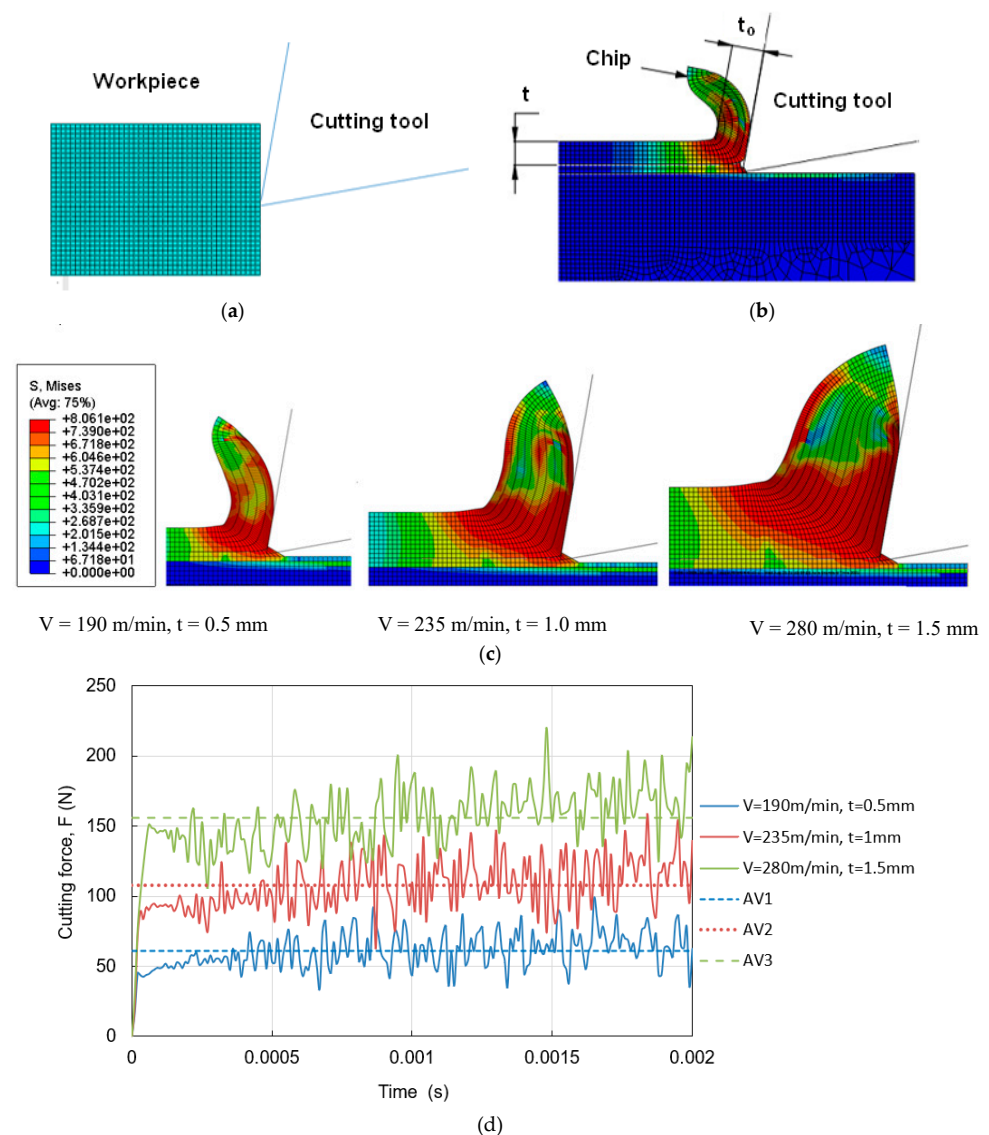 Workpiece
Cutting tool
(a)
t₀
Chip
t
Cutting tool
(b)
S, Mises
(Avg: 75%)
+8.061e+02
+7.390e+02
+6.718e+02
+6.046e+02
+5.374e+02
+4.702e+02
+4.031e+02
+3.359e+02
+2.687e+02
+2.015e+02
+1.344e+02
+6.718e+01
+0.000e+00
V = 190 m/min, t = 0.5 mm
V = 235 m/min, t = 1.0 mm
V = 280 m/min, t = 1.5 mm
(c)
Cutting force, F (N)
250
200
150
100
50
0
0
0.0005
0.001
0.0015
0.002
Time (s)
V=190m/min, t=0.5mm
V=235m/min, t=1mm
V=280m/min, t=1.5mm
AV1
AV2
AV3
(d)